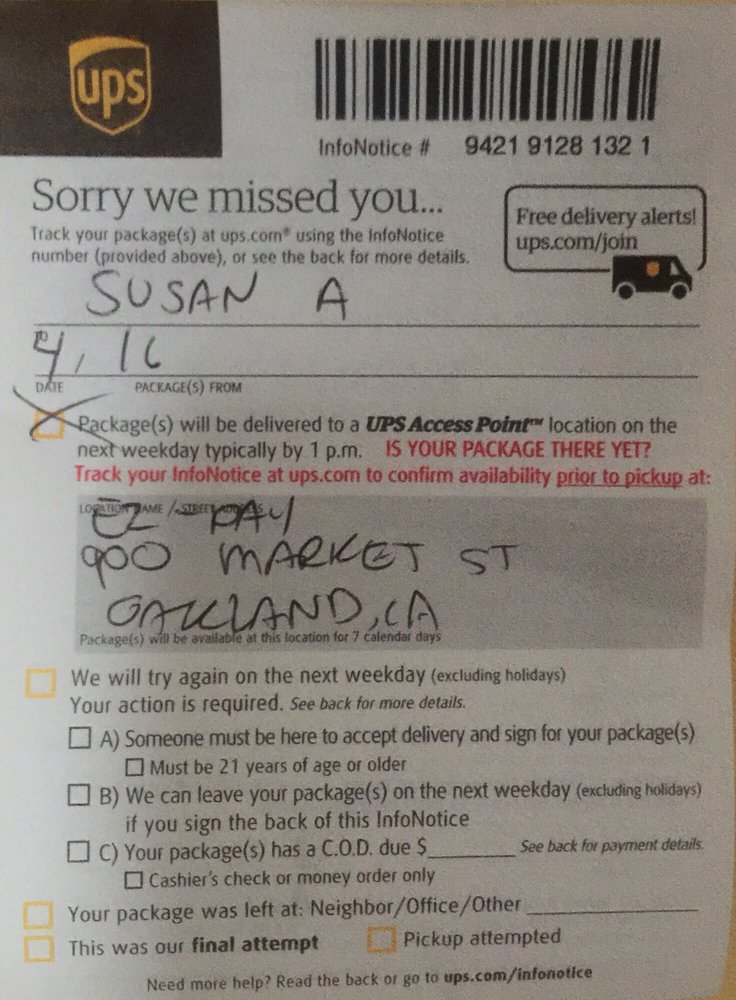 ups
InfoNotice # 9421 9128 132 1
Sorry we missed you...
Track your package(s) at ups.com® using the InfoNotice
number (provided above), or see the back for more details.
Free delivery alerts!
ups.com/join
SUSAN A
4, 16
DATE PACKAGE(S) FROM
Package(s) will be delivered to a UPS Access Point™ location on the
next weekday typically by 1 p.m. IS YOUR PACKAGE THERE YET?
Track your InfoNotice at ups.com to confirm availability prior to pickup at:
LOCATION NAME / STREET ADDRESS
EZ-PAY
900 MARKET ST
OAKLAND, CA
Package(s) will be available at this location for 7 calendar days
We will try again on the next weekday (excluding holidays)
Your action is required. See back for more details.
A) Someone must be here to accept delivery and sign for your package(s)
Must be 21 years of age or older
B) We can leave your package(s) on the next weekday (excluding holidays)
if you sign the back of this InfoNotice
C) Your package(s) has a C.O.D. due $ See back for payment details.
Cashier's check or money order only
Your package was left at: Neighbor/Office/Other
This was our final attempt
Pickup attempted
Need more help? Read the back or go to ups.com/infonotice